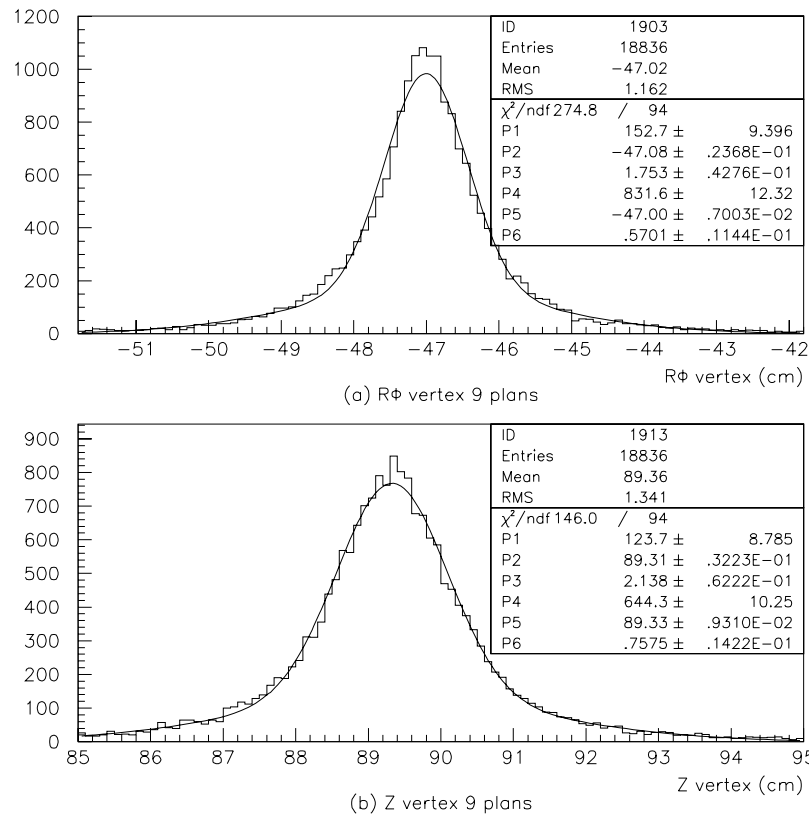 1200
1000
800
600
400
200
0
ID 1903
Entries 18836
Mean −47.02
RMS 1.162
χ²/ndf 274.8 / 94
P1 152.7 ± 9.396
P2 −47.08 ± .2368E−01
P3 1.753 ± .4276E−01
P4 831.6 ± 12.32
P5 −47.00 ± .7003E−02
P6 .5701 ± .1144E−01
−51 −50 −49 −48 −47 −46 −45 −44 −43 −42
RΦ vertex (cm)
(a) RΦ vertex 9 plans
900
800
700
600
500
400
300
200
100
0
ID 1913
Entries 18836
Mean 89.36
RMS 1.341
χ²/ndf 146.0 / 94
P1 123.7 ± 8.785
P2 89.31 ± .3223E−01
P3 2.138 ± .6222E−01
P4 644.3 ± 10.25
P5 89.33 ± .9310E−02
P6 .7575 ± .1422E−01
85 86 87 88 89 90 91 92 93 94 95
Z vertex (cm)
(b) Z vertex 9 plans